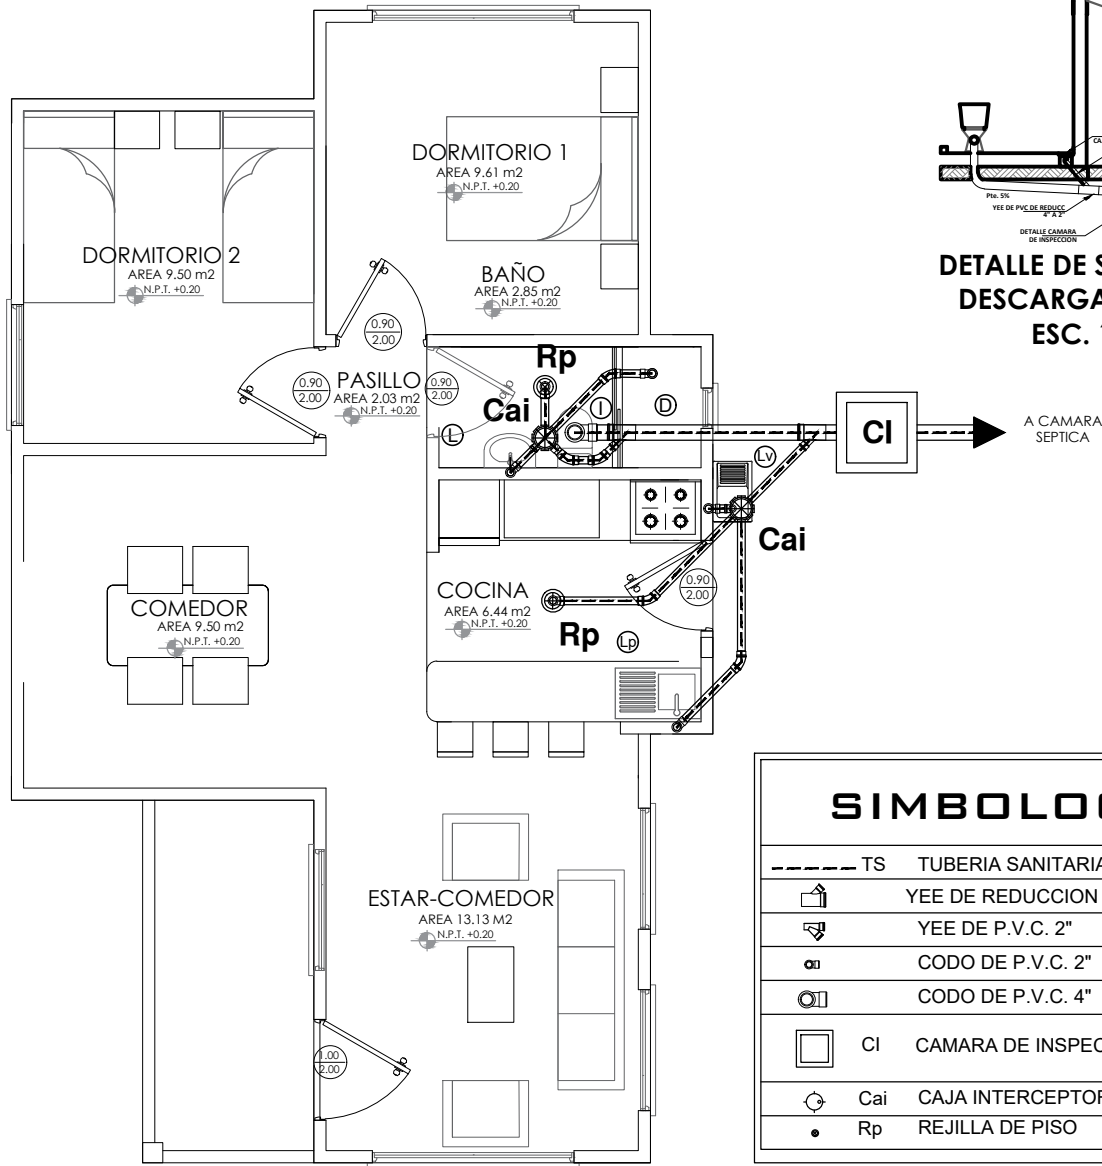 DORMITORIO 1
AREA 9.61 m2
N.P.T. +0.20
DORMITORIO 2
AREA 9.50 m2
N.P.T. +0.20
BAÑO
AREA 2.85 m2
N.P.T. +0.20
0.90
2.00
0.90
2.00
PASILLO
AREA 2.03 m2
N.P.T. +0.20
0.90
2.00
Rp
Cai
L
I
D
Lv
CI
A CAMARA
SEPTICA
Cai
COCINA
AREA 6.44 m2
N.P.T. +0.20
0.90
2.00
Rp
Lp
COMEDOR
AREA 9.50 m2
N.P.T. +0.20
ESTAR-COMEDOR
AREA 13.13 M2
N.P.T. +0.20
1.00
2.00
CA
Pte. 5%
YEE DE PVC DE REDUCC
4" A 2"
DETALLE CAMARA
DE INSPECCION
DETALLE DE S
DESCARGA
ESC. 1
SIMBOLO
TS TUBERIA SANITARIA
YEE DE REDUCCION
YEE DE P.V.C. 2"
CODO DE P.V.C. 2"
CODO DE P.V.C. 4"
CI CAMARA DE INSPEC
Cai CAJA INTERCEPTOR
Rp REJILLA DE PISO